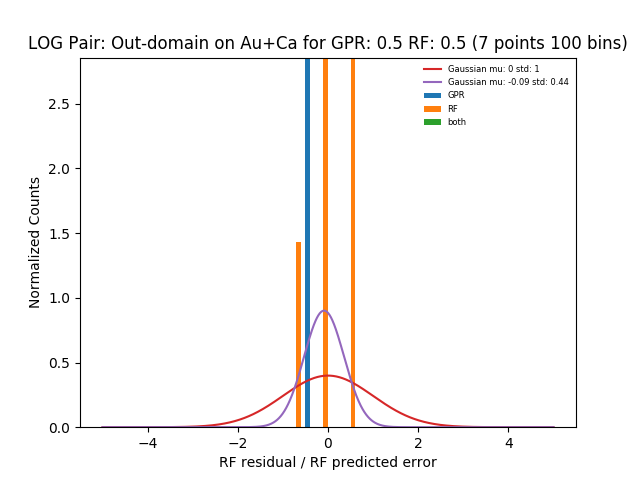 LOG Pair: Out-domain on Au+Ca for GPR: 0.5 RF: 0.5 (7 points 100 bins)
Gaussian mu: 0 std: 1
Gaussian mu: -0.09 std: 0.44
GPR
RF
both
Normalized Counts
2.5
2.0
1.5
1.0
0.5
0.0
−4 −2 0 2 4
RF residual / RF predicted error